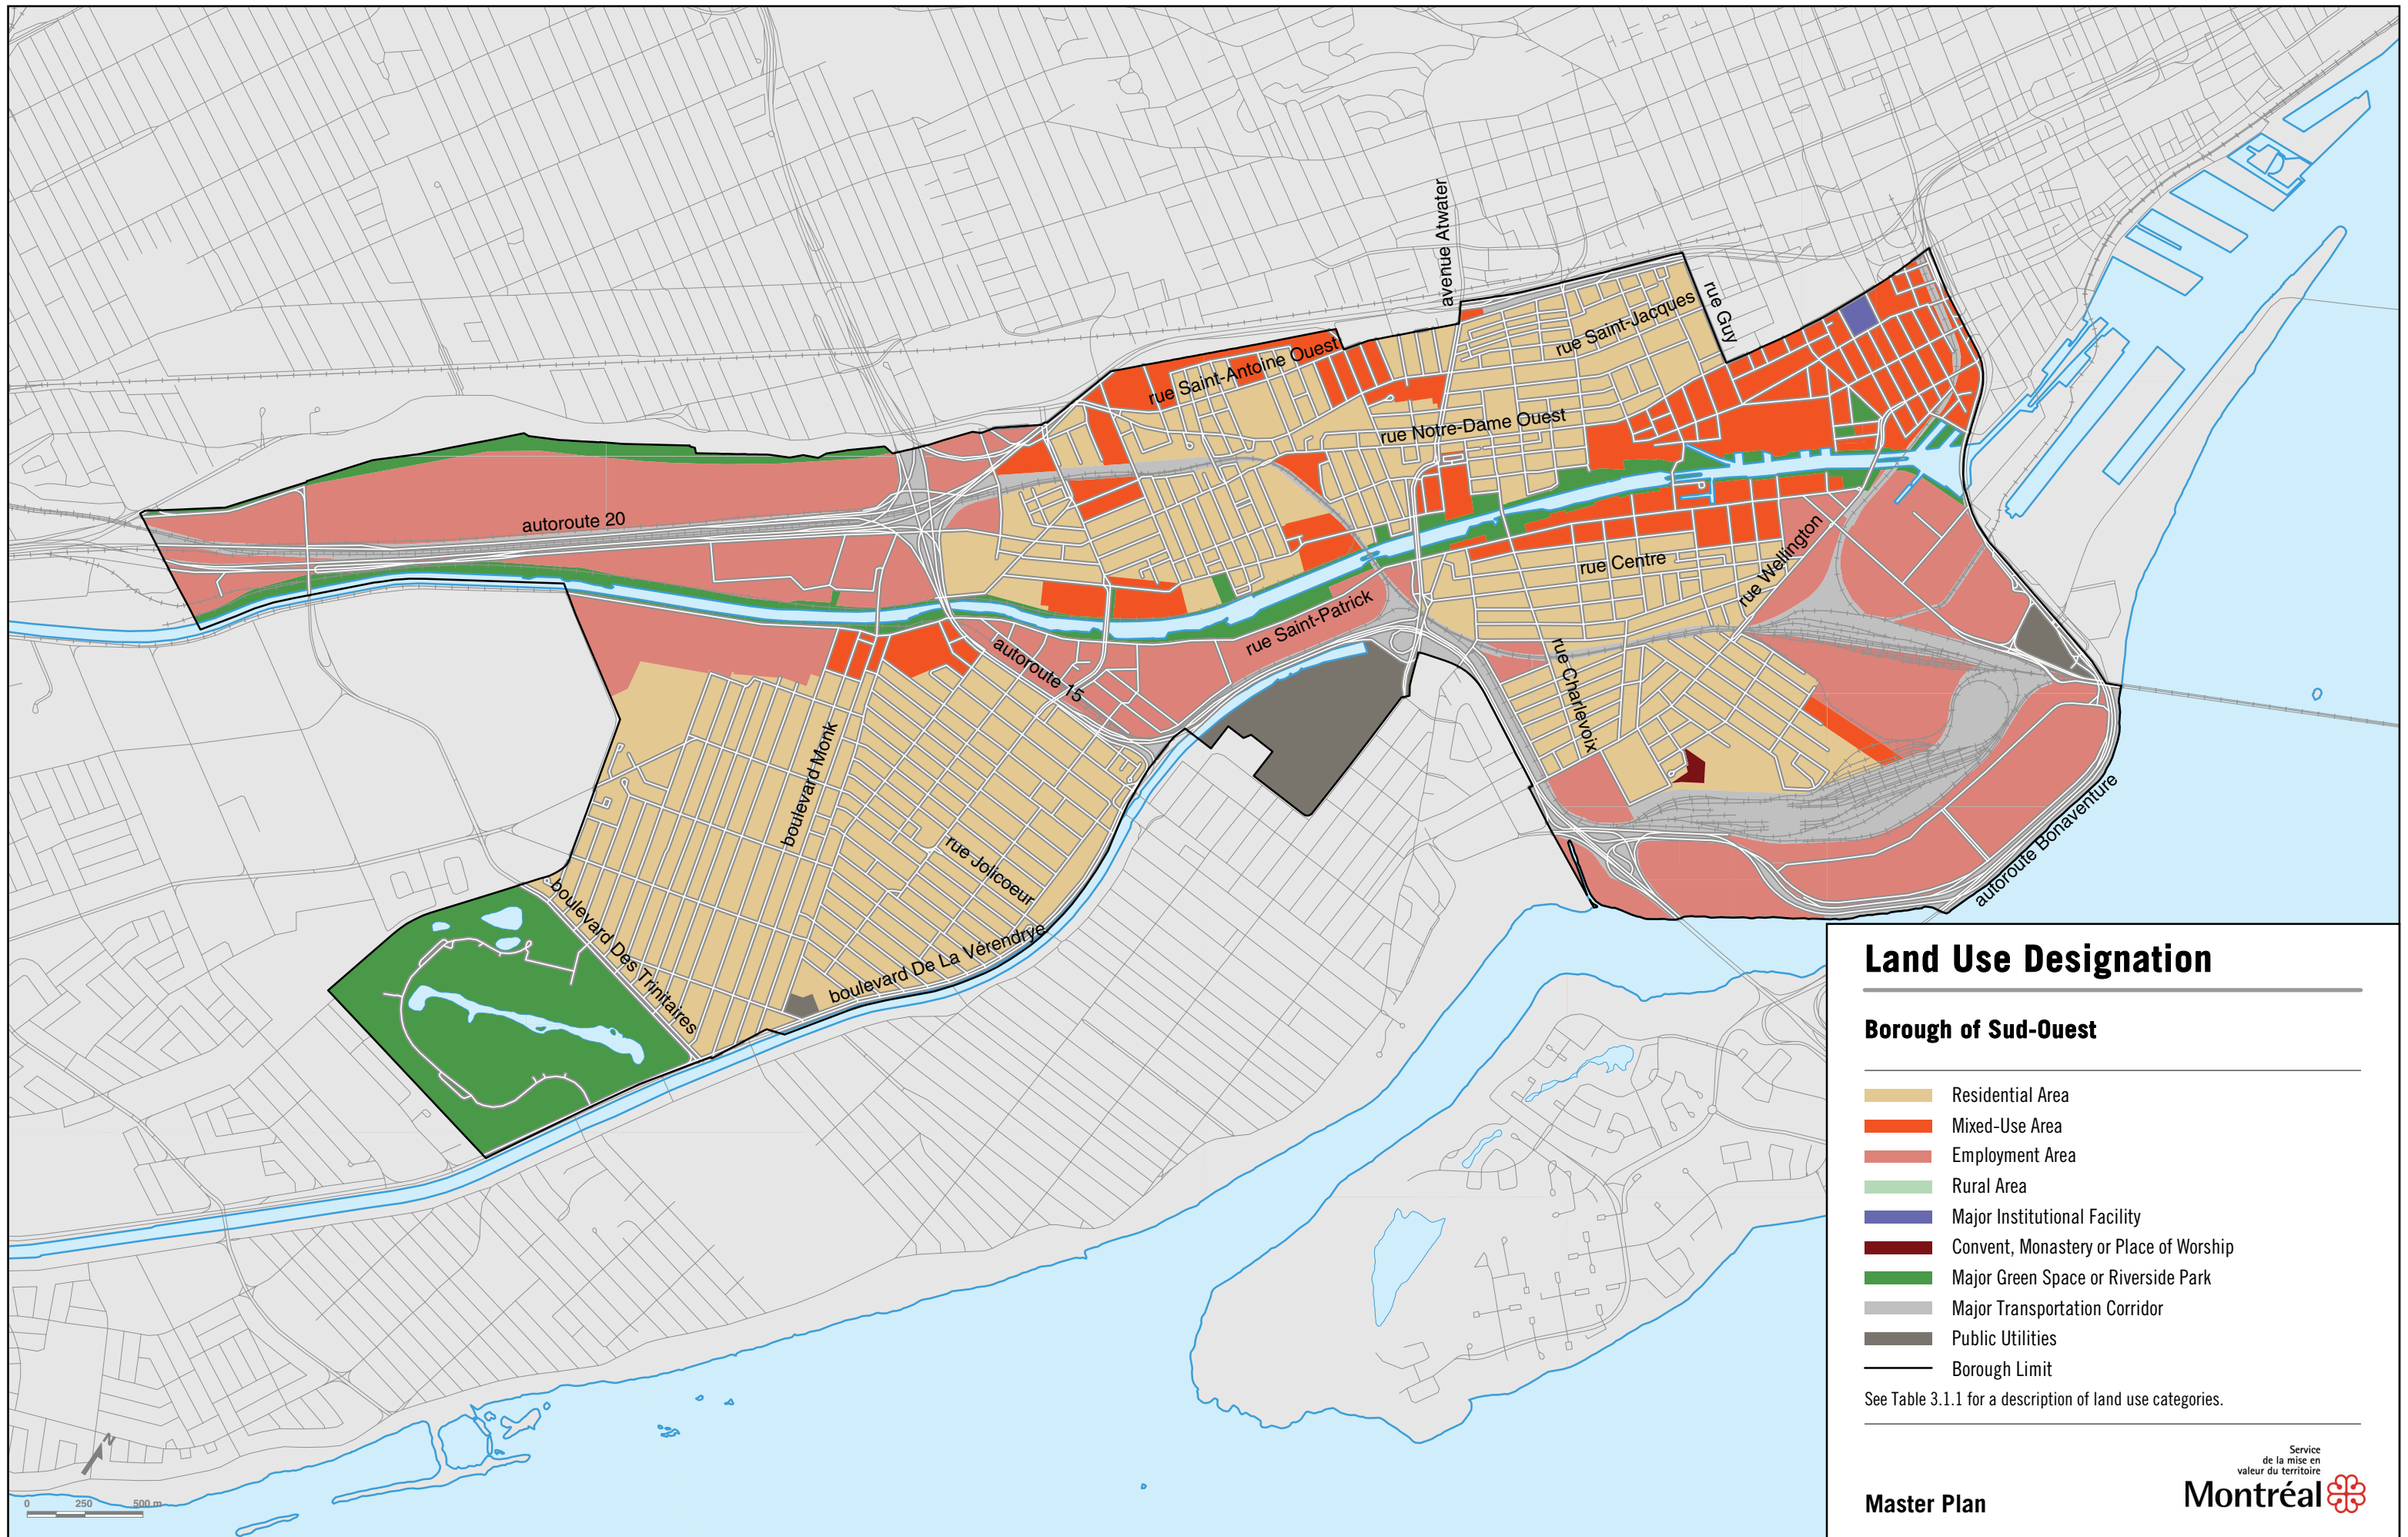 avenue Atwater
rue Guy
rue Saint-Jacques
rue Saint-Antoine Ouest
rue Notre-Dame Ouest
autoroute 20
rue Centre
rue Wellington
rue Saint-Patrick
autoroute 15
rue Charlevoix
boulevard Monk
rue Jolicoeur
autoroute Bonaventure
boulevard Des Trinitaires
boulevard De La Vérendrye
Land Use Designation
Borough of Sud-Ouest
Residential Area
Mixed-Use Area
Employment Area
Rural Area
Major Institutional Facility
Convent, Monastery or Place of Worship
Major Green Space or Riverside Park
Major Transportation Corridor
Public Utilities
Borough Limit
See Table 3.1.1 for a description of land use categories.
N
0 250 500 m
Service
de la mise en
valeur du territoire
Montréal
Master Plan